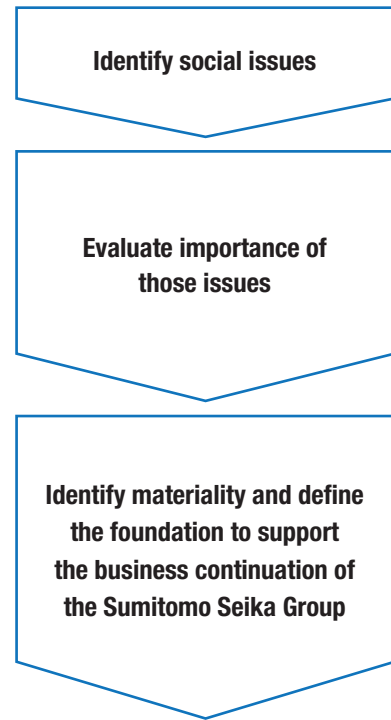 Identify social issues
Evaluate importance of
those issues
Identify materiality and define
the foundation to support
the business continuation of
the Sumitomo Seika Group